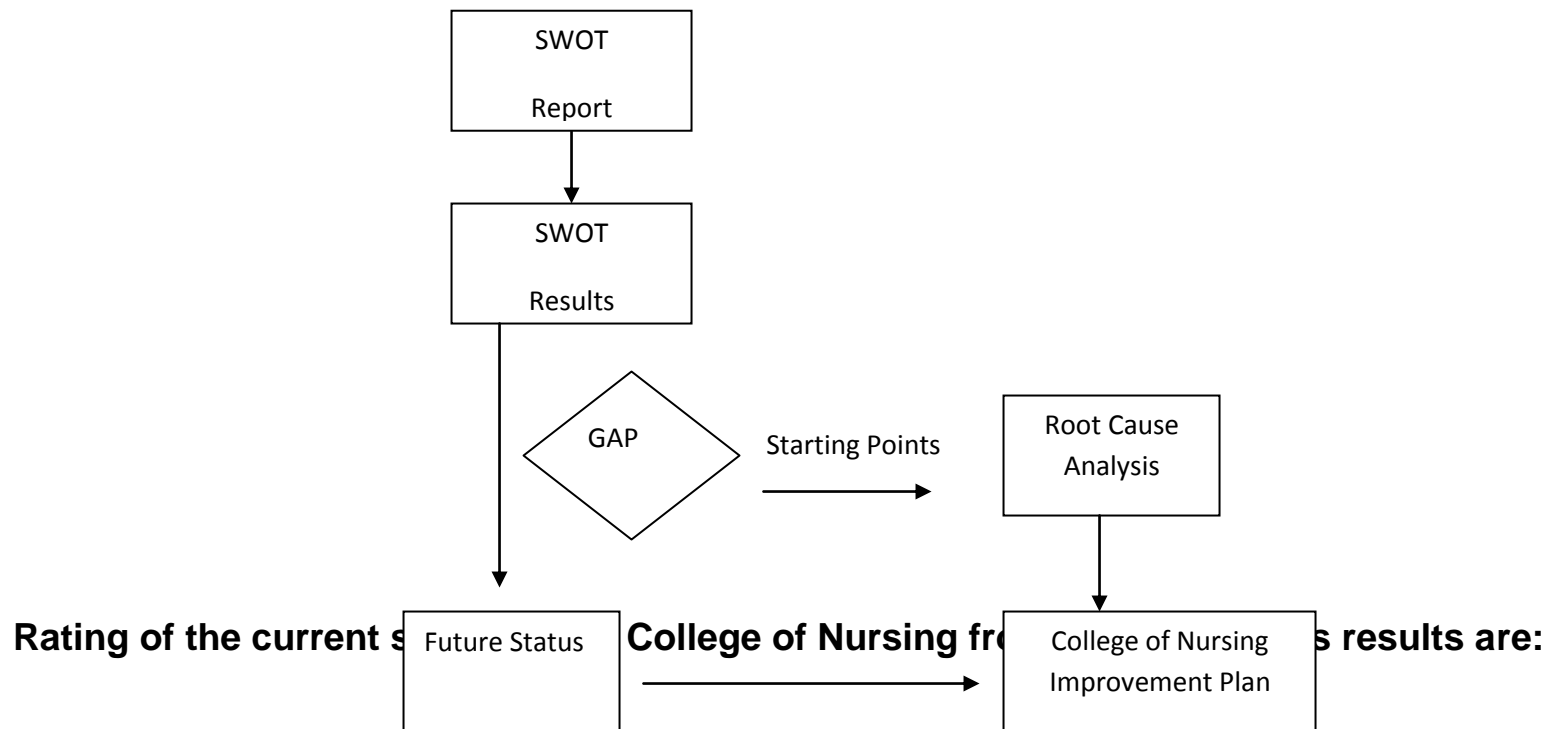 SWOT
Report
SWOT
Results
GAP
Starting Points
Root Cause
Analysis
Rating of the current s
Future Status
College of Nursing fr
College of Nursing
Improvement Plan
s results are: